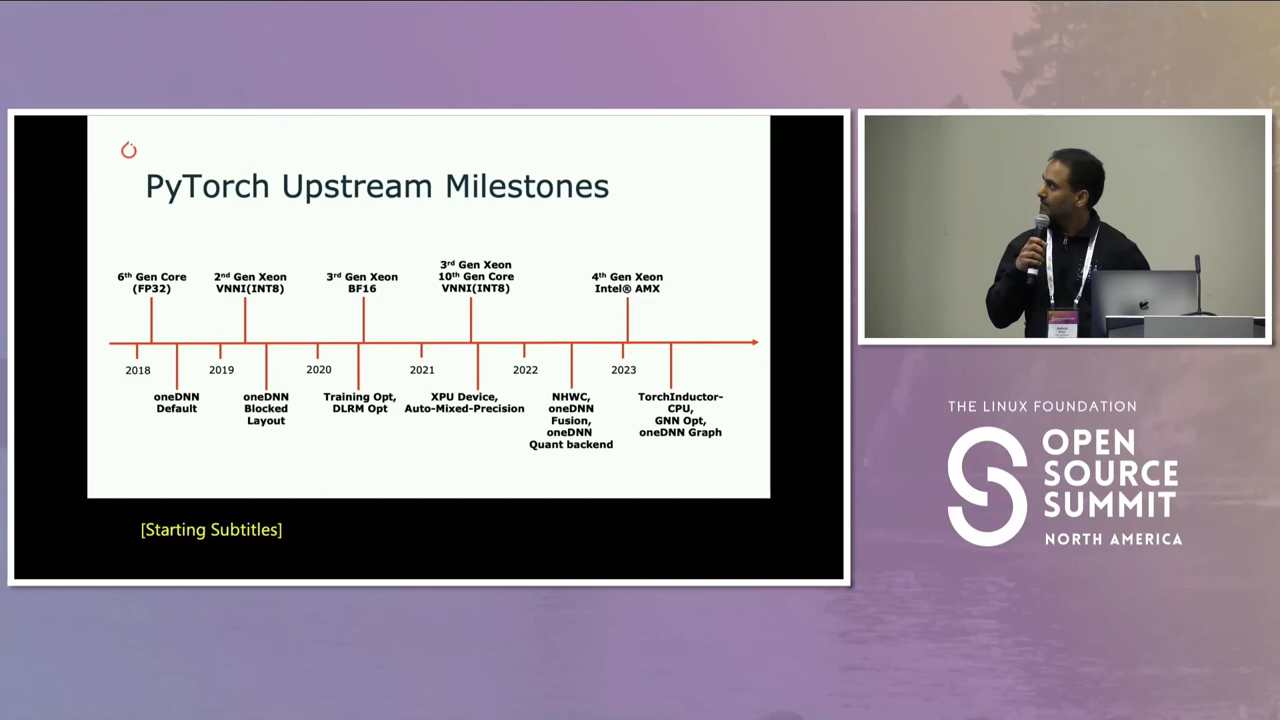 PyTorch Upstream Milestones
6th Gen Core
(FP32)
2nd Gen Xeon
VNNI(INT8)
3rd Gen Xeon
BF16
3rd Gen Xeon
10th Gen Core
VNNI(INT8)
4th Gen Xeon
Intel® AMX
2018
2019
2020
2021
2022
2023
oneDNN
Default
oneDNN
Blocked
Layout
Training Opt,
DLRM Opt
XPU Device,
Auto-Mixed-Precision
NHWC,
oneDNN
Fusion,
oneDNN
Quant backend
TorchInductor-
CPU,
GNN Opt,
oneDNN Graph
[Starting Subtitles]
THE LINUX FOUNDATION
OPEN
SOURCE
SUMMIT
NORTH AMERICA